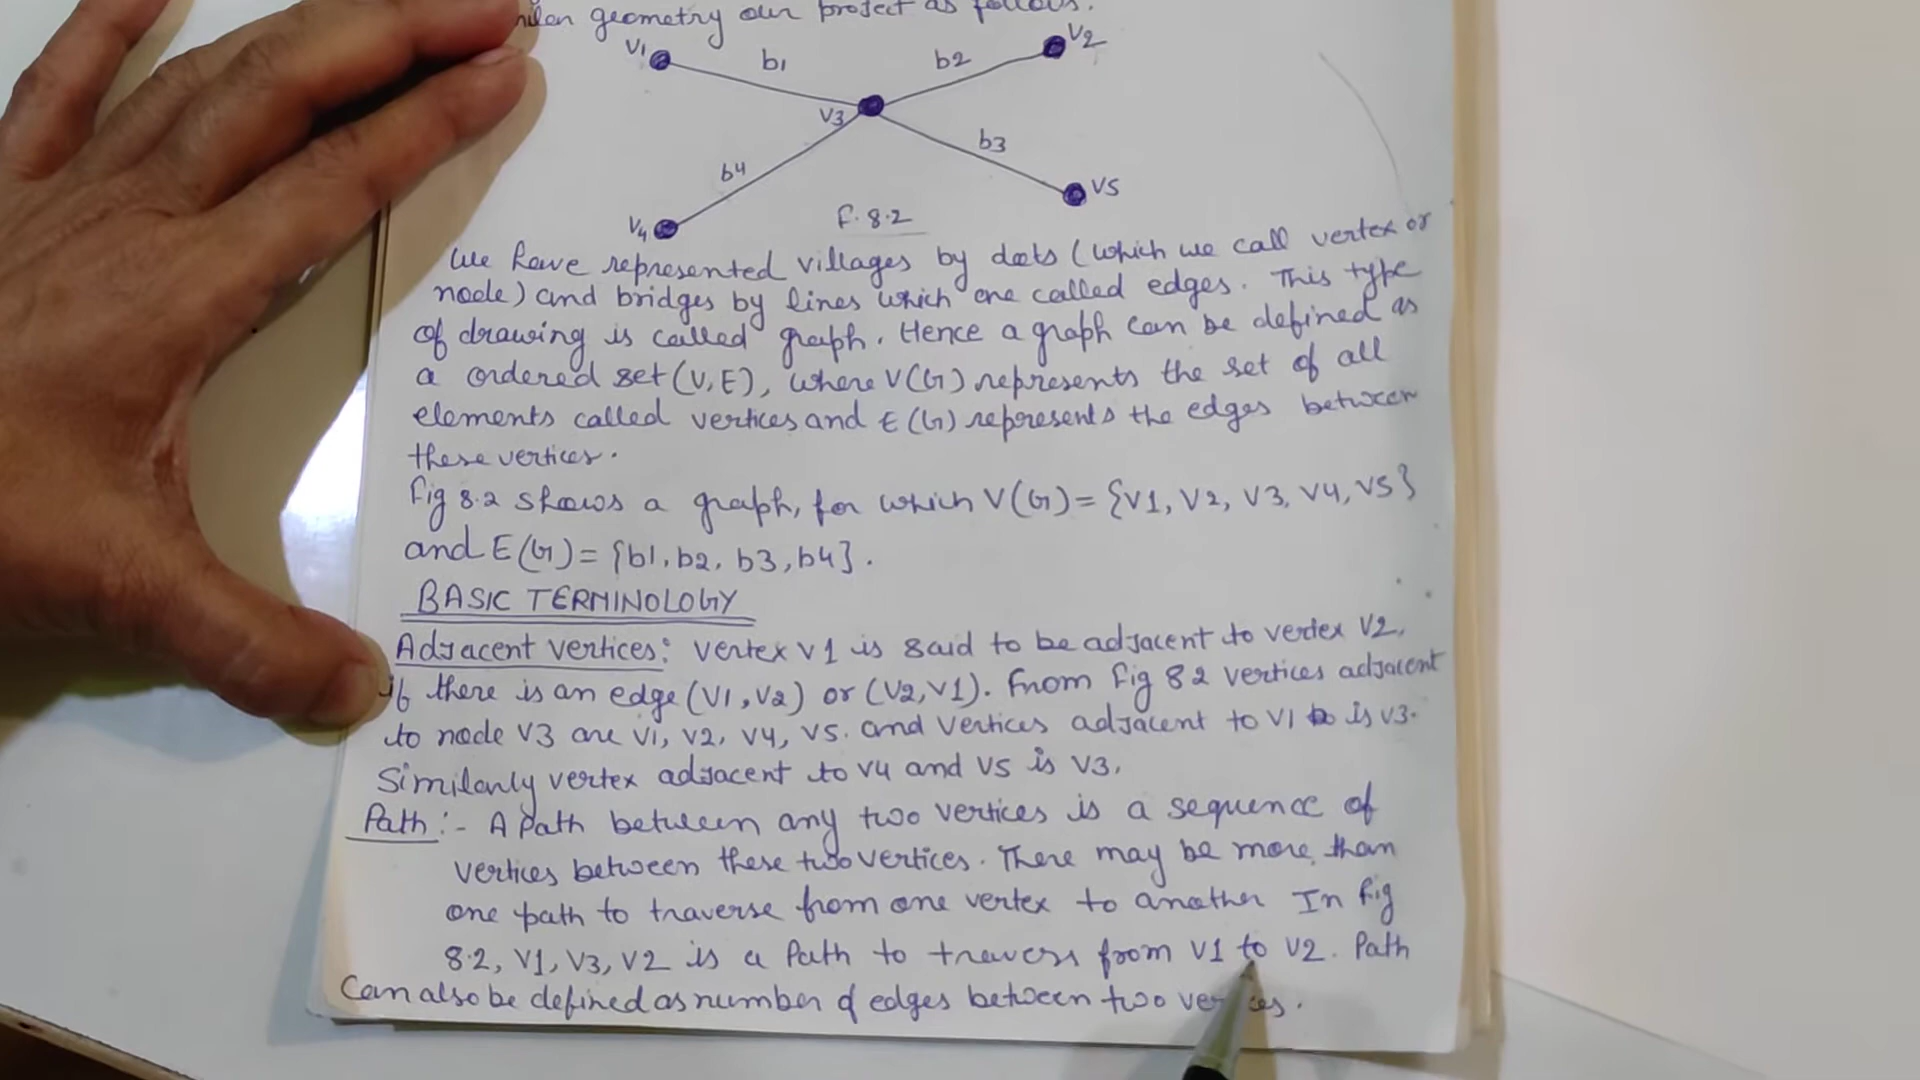 geometry our project as follows.
V1 b1 b2 V2
V3
b3
b4
V5
V4 F. 8.2
We have represented villages by dots (which we call vertex or
node) and bridges by lines which are called edges. This type
of drawing is called graph. Hence a graph can be defined as
a ordered set (V,E), where V(G) represents the set of all
elements called vertices and E(G) represents the edges between
these vertices.
Fig 8.2 shows a graph, for which V(G) = {V1, V2, V3, V4, V5}
and E(G) = {b1, b2, b3, b4}.
BASIC TERMINOLOGY
Adjacent vertices: vertex v1 is said to be adjacent to vertex V2,
if there is an edge (V1, V2) or (V2, V1). From Fig 8 2 vertices adjacent
to node V3 are V1, V2, V4, V5. and vertices adjacent to V1 is V3.
Similarly vertex adjacent to V4 and V5 is V3.
Path :- A Path between any two vertices is a sequence of
vertices between these two vertices. There may be more than
one path to traverse from one vertex to another In Fig
8.2, V1, V3, V2 is a Path to travers from V1 to V2. Path
Can also be defined as number of edges between two